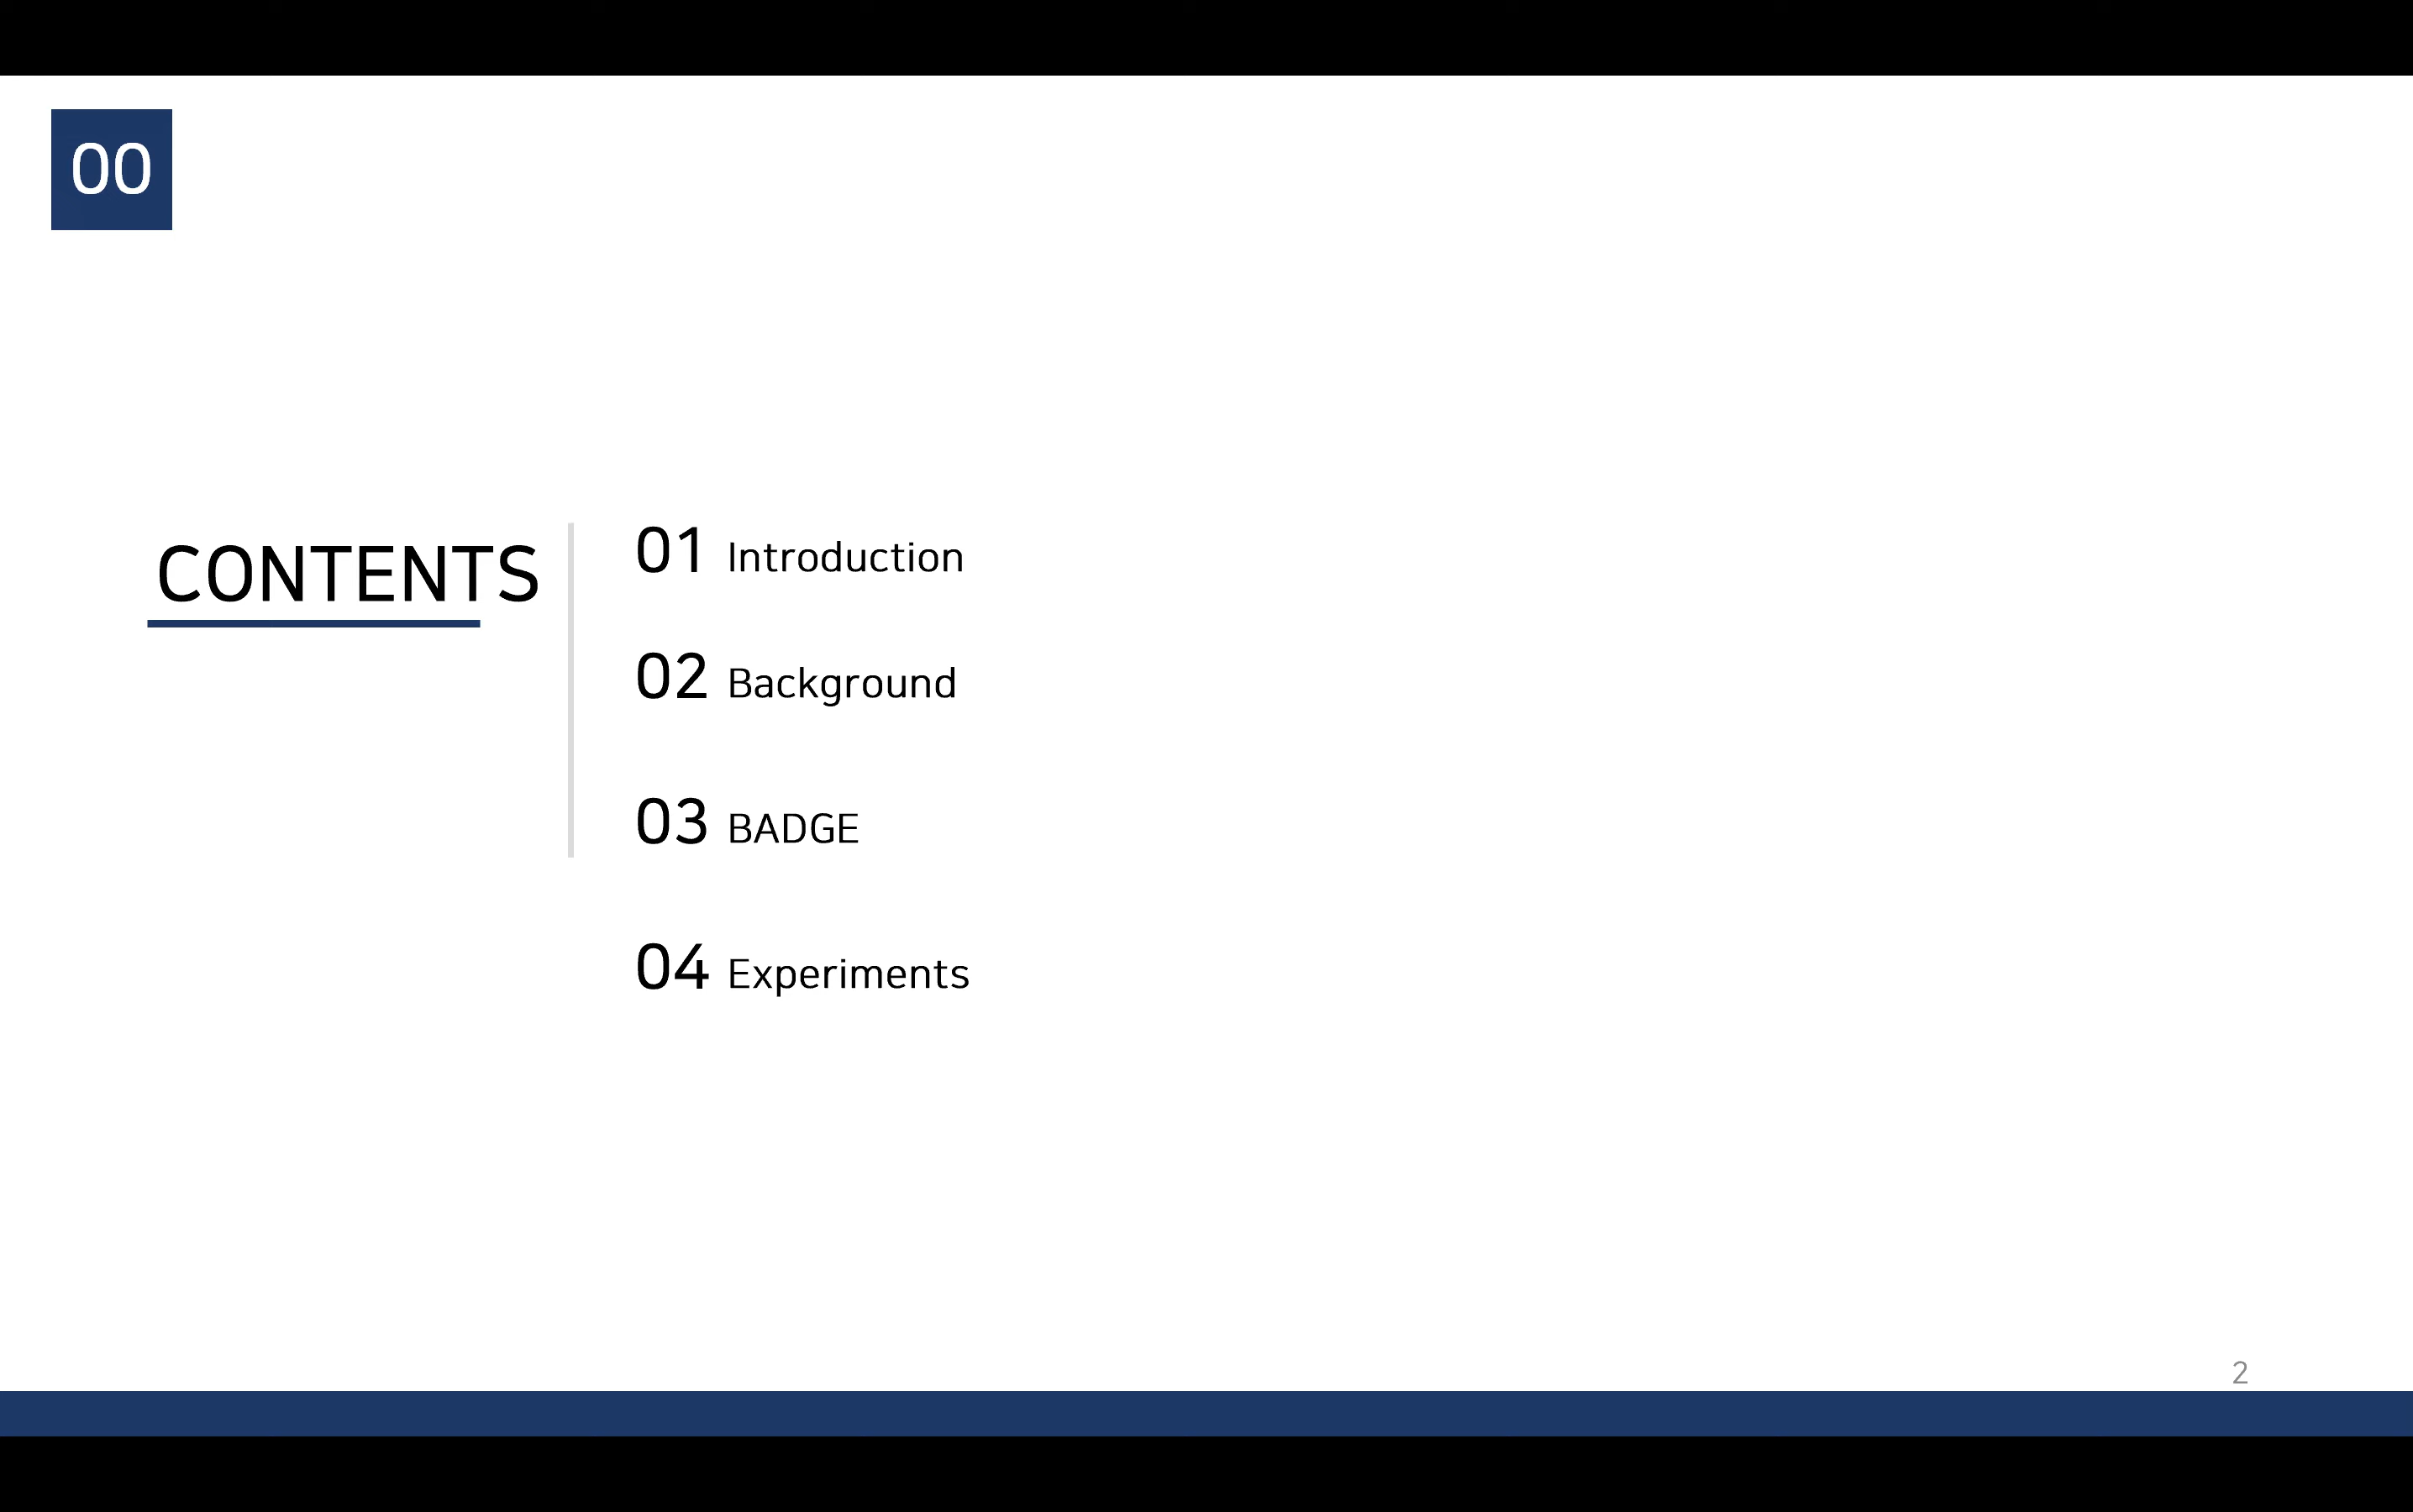 00
CONTENTS
01 Introduction
02 Background
03 BADGE
04 Experiments
2